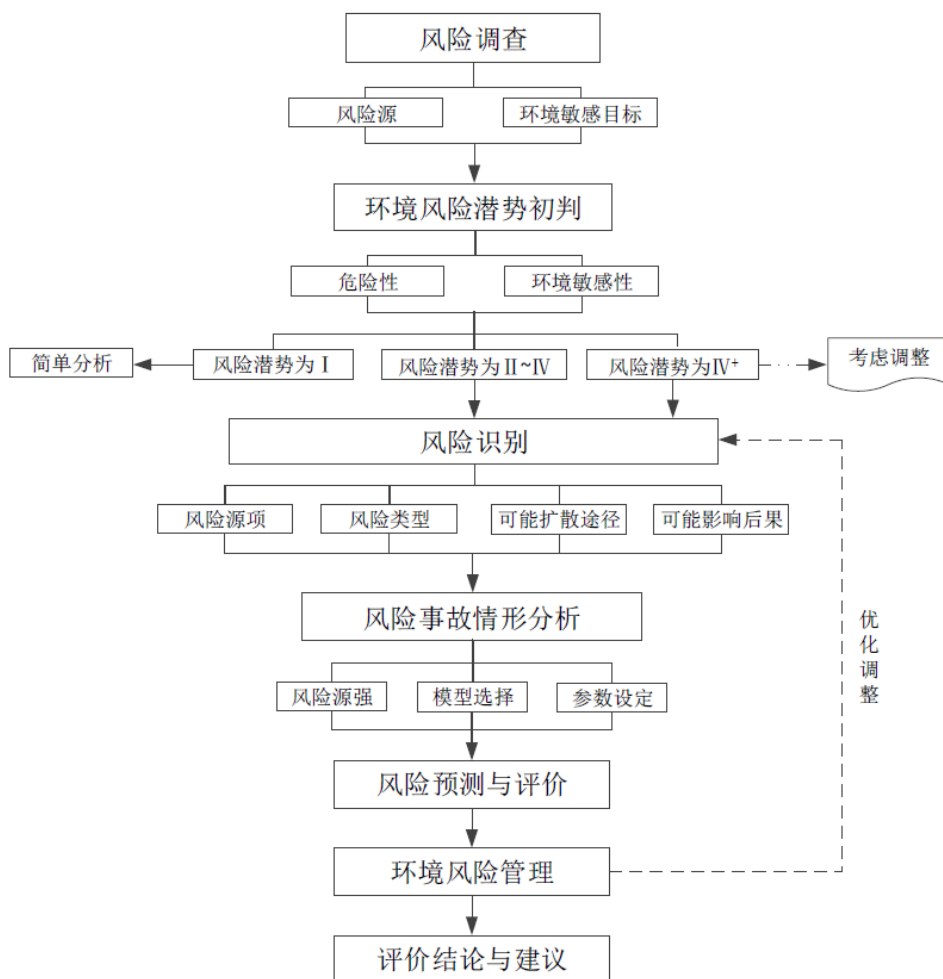 风险调查
风险源
环境敏感目标
环境风险潜势初判
危险性
环境敏感性
简单分析
风险潜势为Ⅰ
风险潜势为Ⅱ~Ⅳ
风险潜势为Ⅳ⁺
考虑调整
风险识别
风险源项
风险类型
可能扩散途径
可能影响后果
风险事故情形分析
优化调整
风险源强
模型选择
参数设定
风险预测与评价
环境风险管理
评价结论与建议